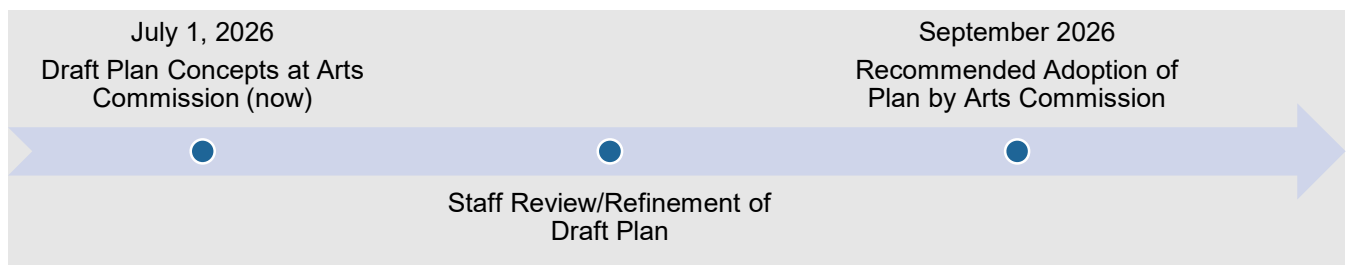 July 1, 2026
Draft Plan Concepts at Arts
Commission (now)
Staff Review/Refinement of
Draft Plan
September 2026
Recommended Adoption of
Plan by Arts Commission